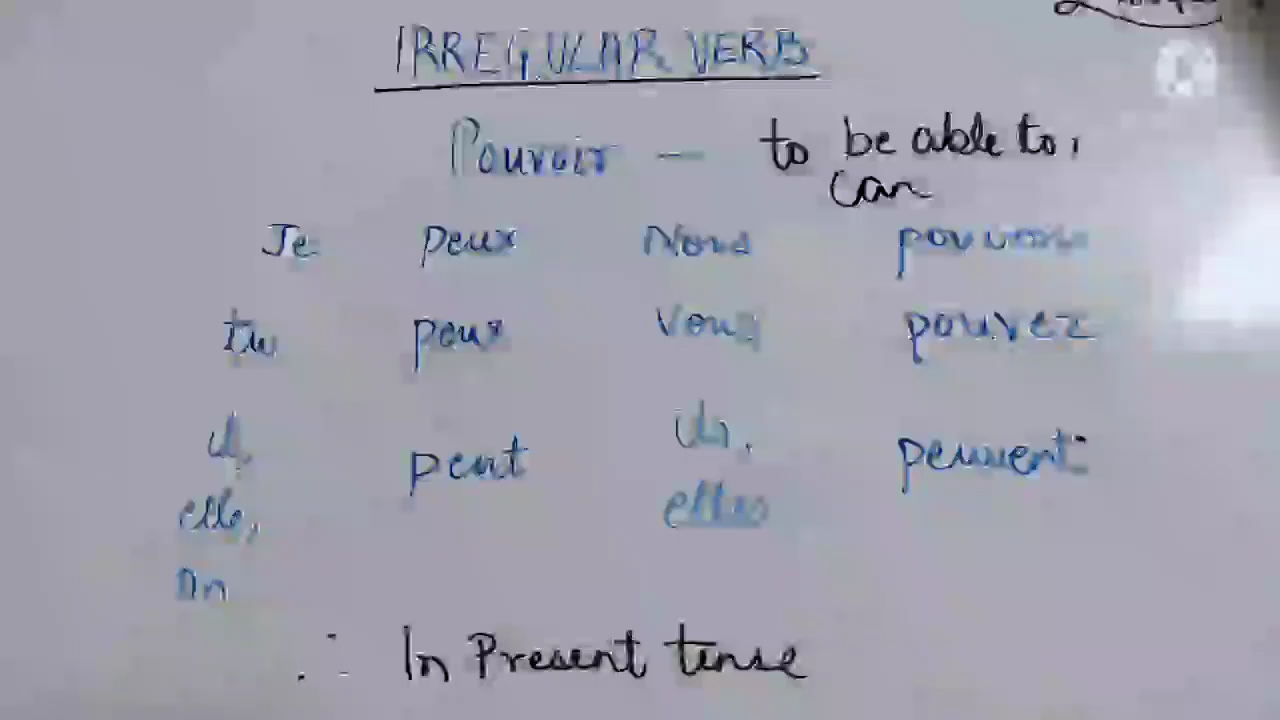 IRREGULAR VERB
Pouvoir — to be able to,
can
Je peux Nous pouvons
tu peux Vous pouvez
il, peut ils, peuvent
elle, elles
on
∴ In Present tense